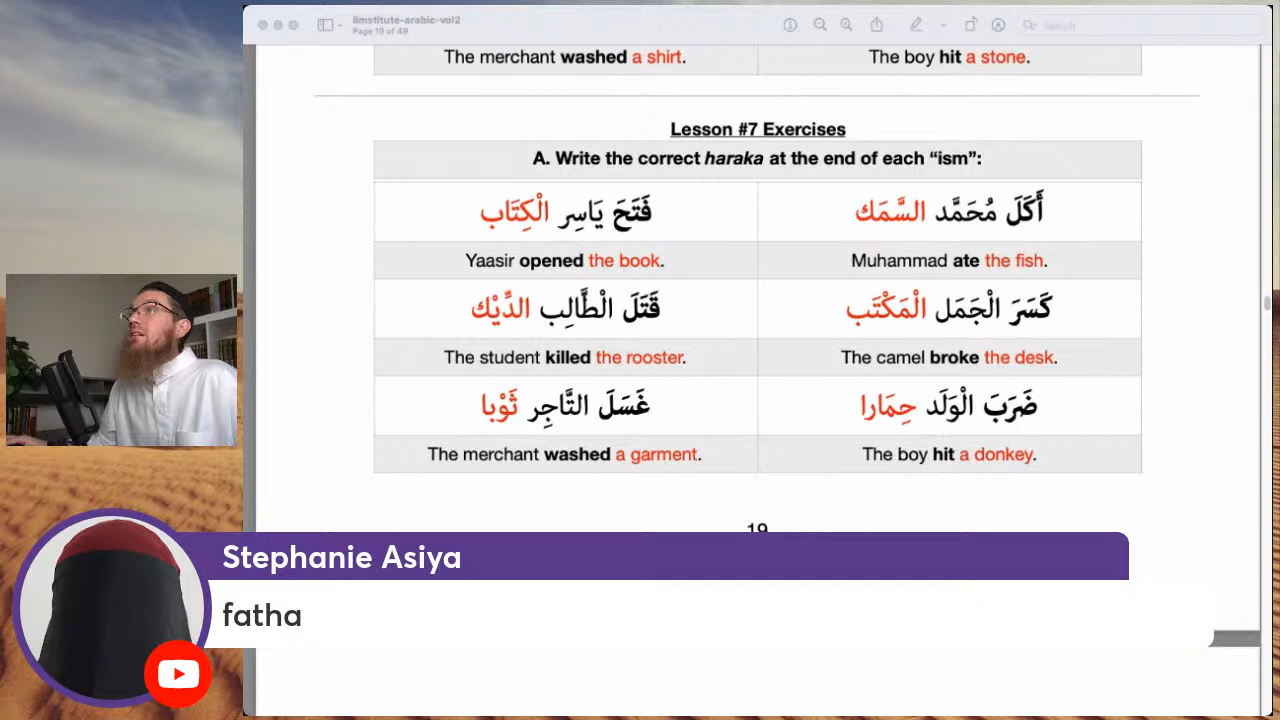 ilmstitute-arabic-vol2
Page 19 of 49
Search
The merchant washed a shirt.
The boy hit a stone.
Lesson #7 Exercises
A. Write the correct haraka at the end of each “ism”:
أَكَلَ مُحَمَّد السَّمَك
فَتَحَ يَاسِر الْكِتَاب
Muhammad ate the fish.
Yaasir opened the book.
كَسَرَ الْجَمَل الْمَكْتَب
قَتَلَ الْطَّالِب الدِّيْك
The camel broke the desk.
The student killed the rooster.
ضَرَبَ الْوَلَد حِمَارا
غَسَلَ التَّاجِر ثَوْبا
The boy hit a donkey.
The merchant washed a garment.
19
Stephanie Asiya
fatha